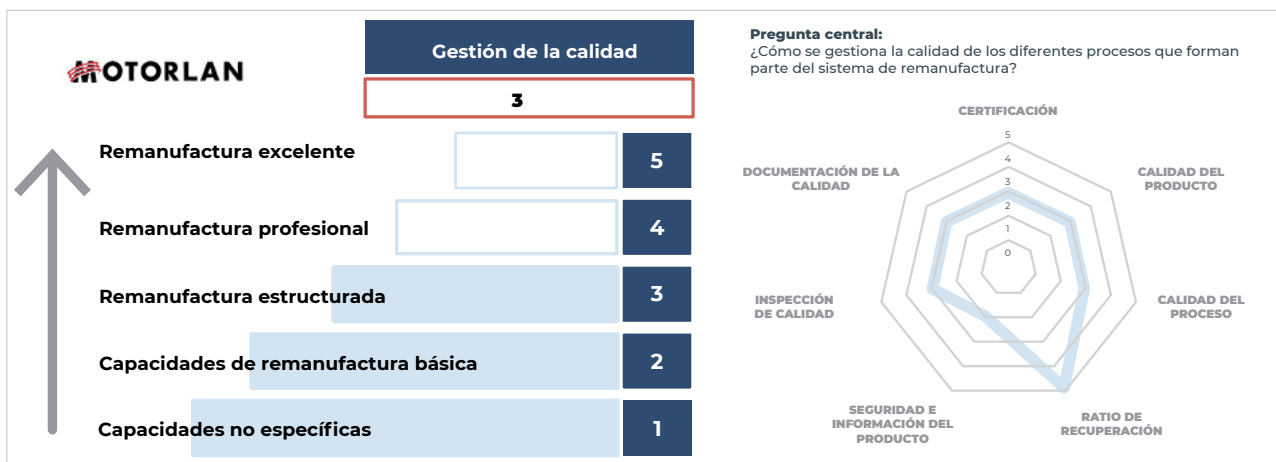 MOTORLAN
Gestión de la calidad
3
Remanufactura excelente
5
Remanufactura profesional
4
Remanufactura estructurada
3
Capacidades de remanufactura básica
2
Capacidades no específicas
1
Pregunta central:
¿Cómo se gestiona la calidad de los diferentes procesos que forman
parte del sistema de remanufactura?
CERTIFICACIÓN
5
4
3
2
1
0
DOCUMENTACIÓN DE LA
CALIDAD
CALIDAD DEL
PRODUCTO
INSPECCIÓN
DE CALIDAD
CALIDAD DEL
PROCESO
SEGURIDAD E
INFORMACIÓN DEL
PRODUCTO
RATIO DE
RECUPERACIÓN